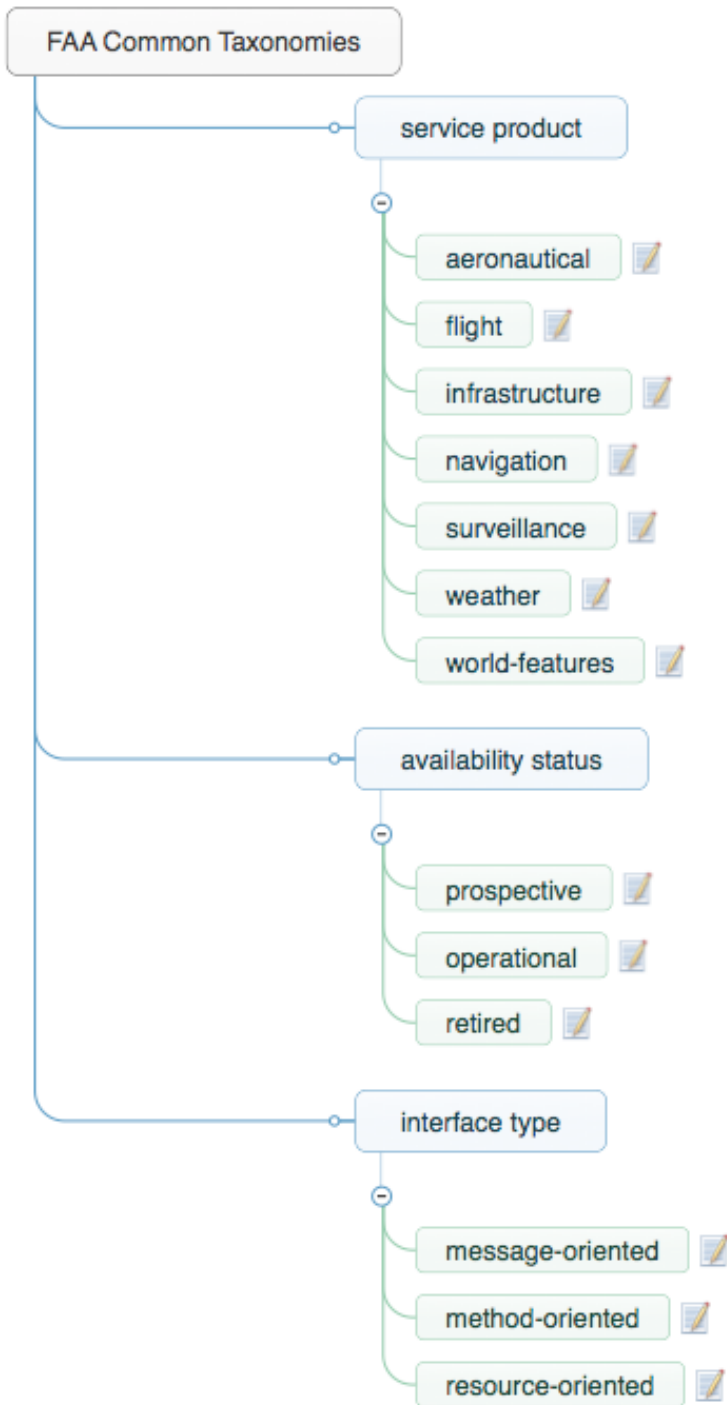 FAA Common Taxonomies
service product
aeronautical
flight
infrastructure
navigation
surveillance
weather
world-features
availability status
prospective
operational
retired
interface type
message-oriented
method-oriented
resource-oriented